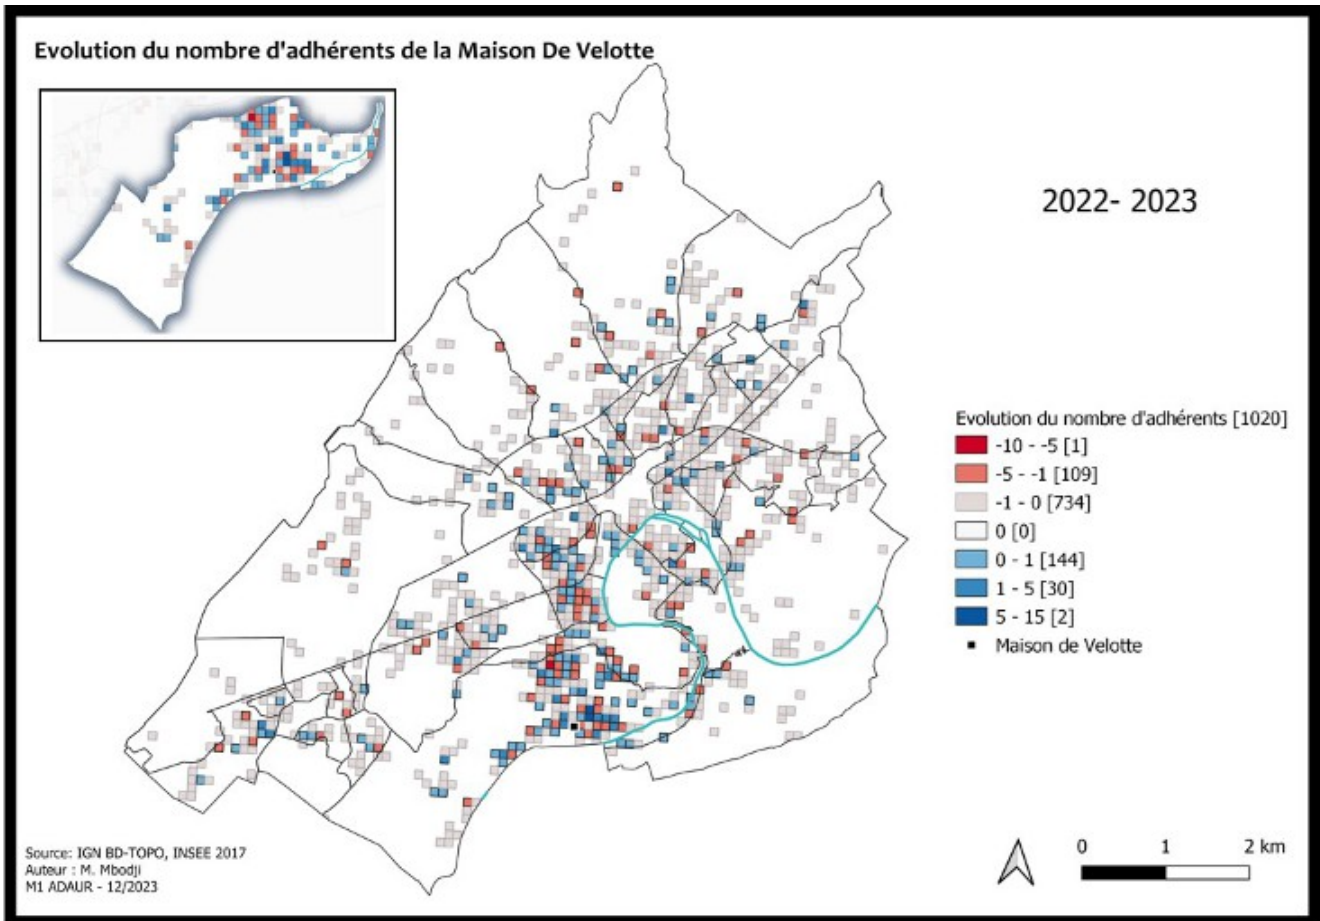 Evolution du nombre d'adhérents de la Maison De Velotte
2022- 2023
Evolution du nombre d'adhérents [1020]
-10 - -5 [1]
-5 - -1 [109]
-1 - 0 [734]
0 [0]
0 - 1 [144]
1 - 5 [30]
5 - 15 [2]
Maison de Velotte
Source: IGN BD-TOPO, INSEE 2017
Auteur : M. Mbodji
M1 ADAUR - 12/2023
0 1 2 km